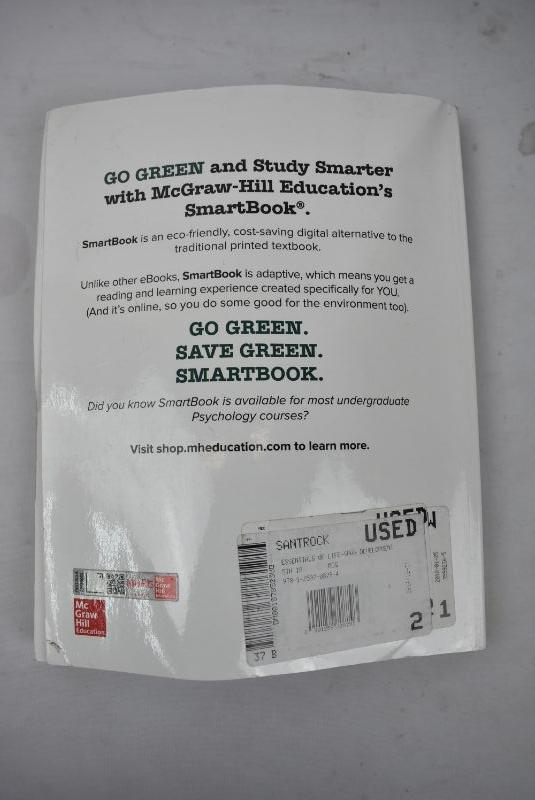 GO GREEN and Study Smarter
with McGraw-Hill Education's
SmartBook®.
SmartBook is an eco-friendly, cost-saving digital alternative to the
traditional printed textbook.
Unlike other eBooks, SmartBook is adaptive, which means you get a
reading and learning experience created specifically for YOU.
(And it's online, so you do some good for the environment too).
GO GREEN.
SAVE GREEN.
SMARTBOOK.
Did you know SmartBook is available for most undergraduate
Psychology courses?
Visit shop.mheducation.com to learn more.
USED
SANTROCK
ESSENTIALS OF LIFE-SPAN DEVELOPMENT
5TH 18 MCG
2
1
37 B
Mc
Graw
Hill
Education